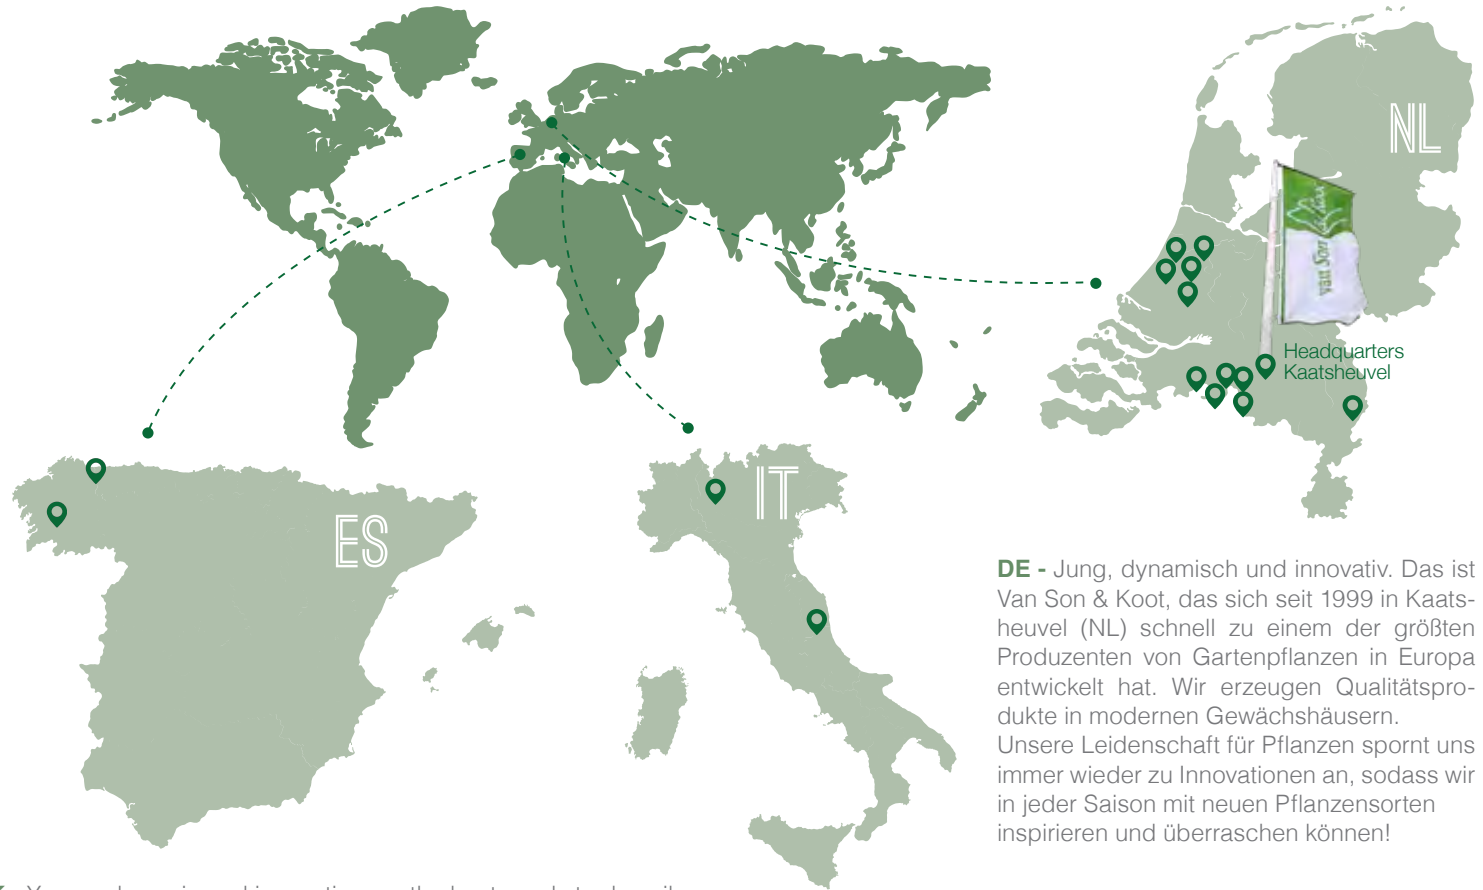 NL
van Son
Headquarters
Kaatsheuvel
ES
IT
DE - Jung, dynamisch und innovativ. Das ist
Van Son & Koot, das sich seit 1999 in Kaats-
heuvel (NL) schnell zu einem der größten
Produzenten von Gartenpflanzen in Europa
entwickelt hat. Wir erzeugen Qualitätspro-
dukte in modernen Gewächshäusern.
Unsere Leidenschaft für Pflanzen spornt uns
immer wieder zu Innovationen an, sodass wir
in jeder Saison mit neuen Pflanzensorten
inspirieren und überraschen können!